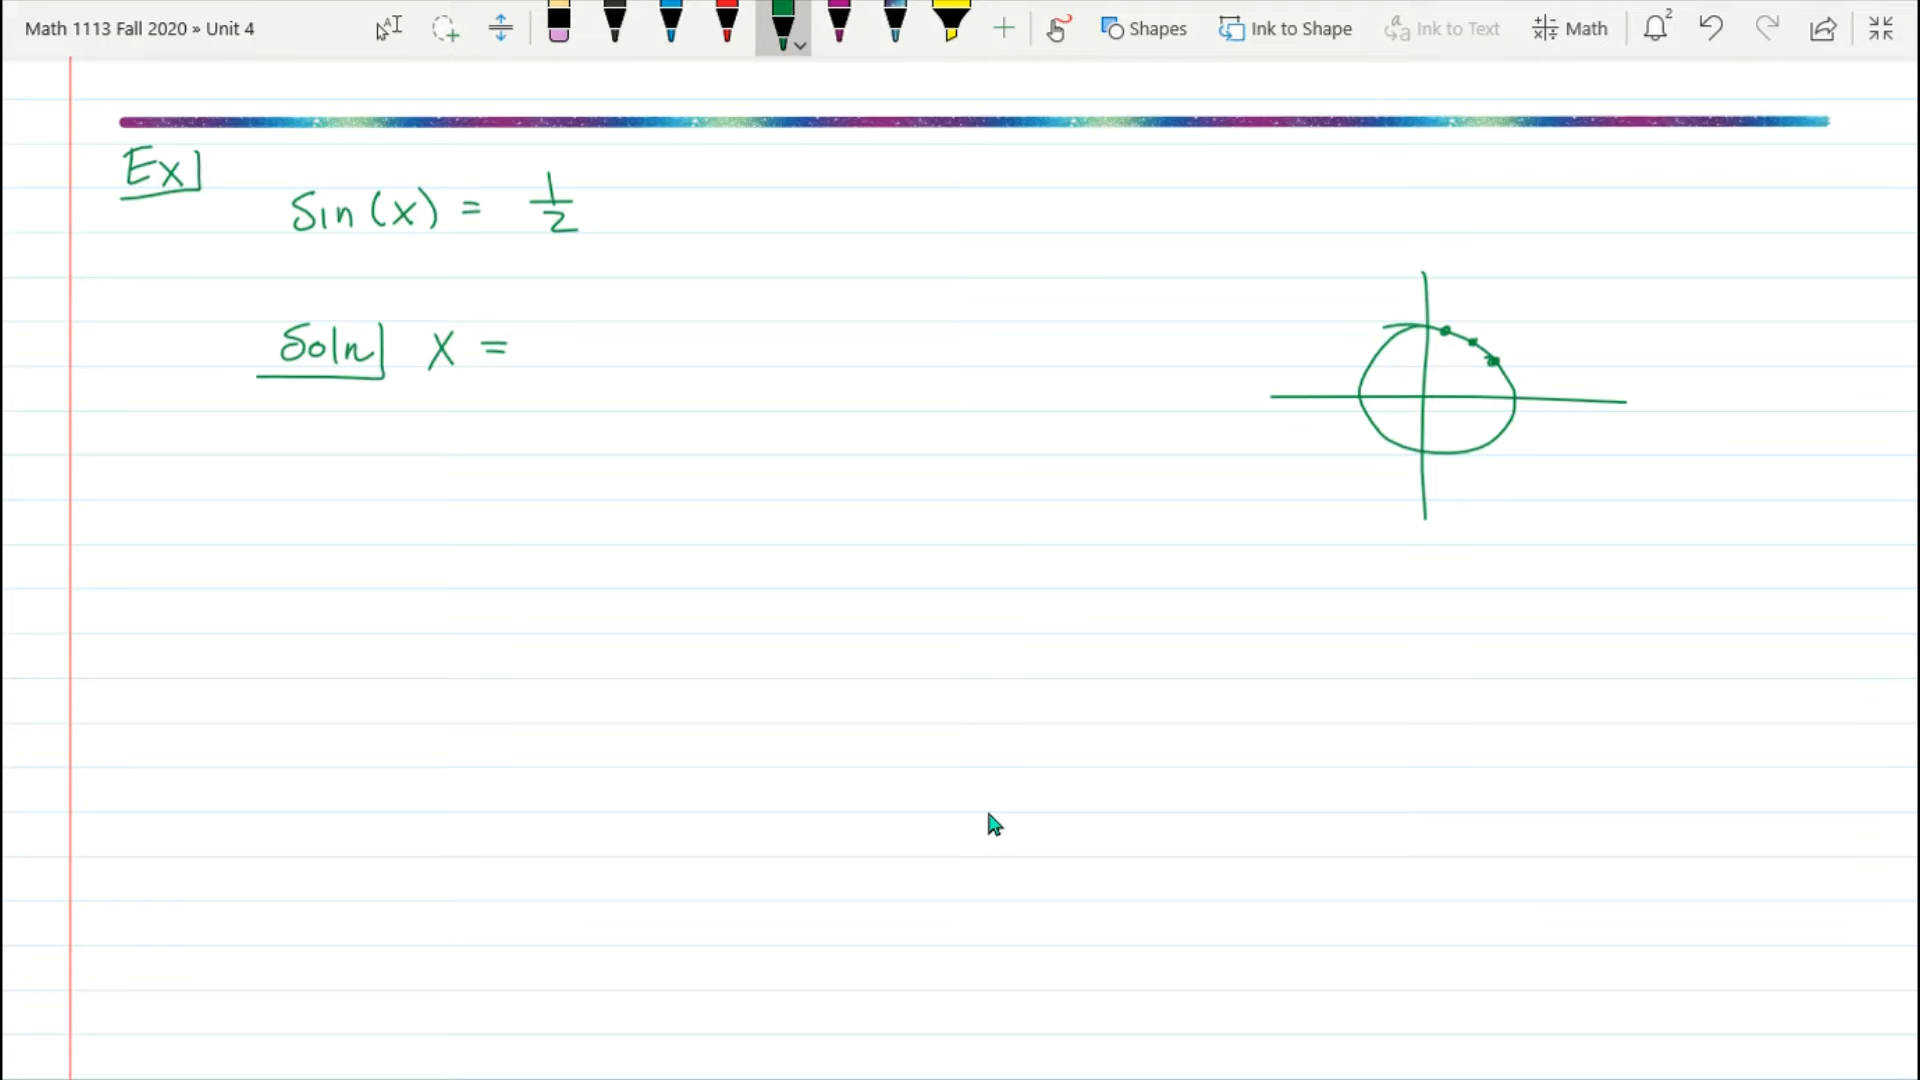 Math 1113 Fall 2020 » Unit 4
Shapes
Ink to Shape
Ink to Text
Math
2
Ex
Sin(x) = 1/2
Soln X =